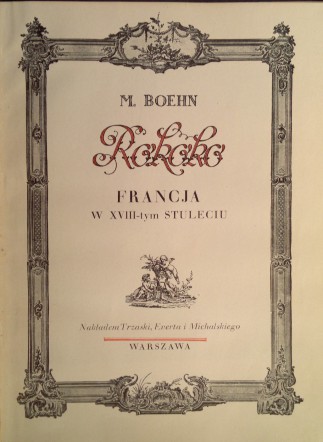 M. BOEHN
Rokoko
FRANCJA
W XVIII-tym STULECIU
Nakładem Trzaski, Everta i Michalskiego
WARSZAWA